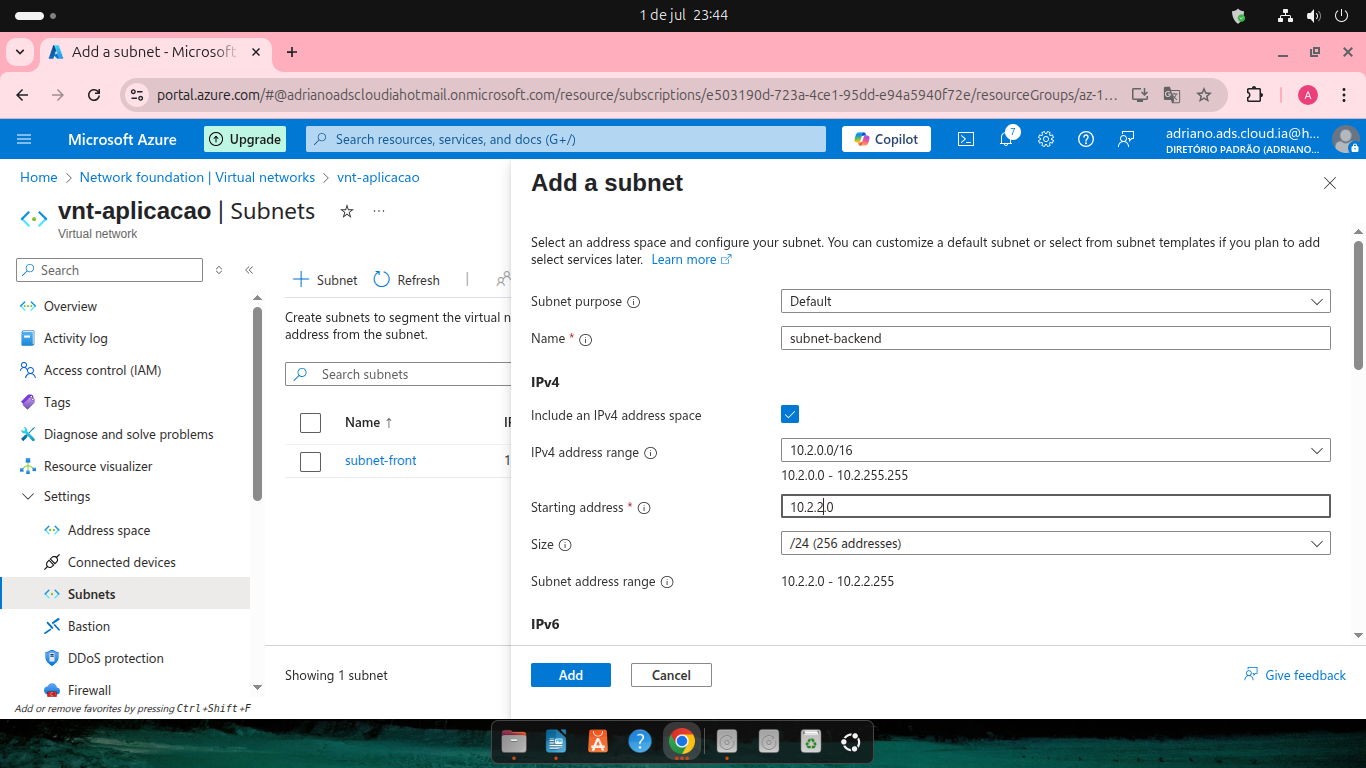 1 de jul 23:44
Add a subnet - Microsoft
portal.azure.com/#@adrianoadscloudiahotmail.onmicrosoft.com/resource/subscriptions/e503190d-723a-4ce1-95dd-e94a5940f72e/resourceGroups/az-1...
A
Microsoft Azure
Upgrade
Search resources, services, and docs (G+/)
Copilot
7
adriano.ads.cloud.ia@h...
DIRETÓRIO PADRÃO (ADRIANO...
Home > Network foundation | Virtual networks > vnt-aplicacao
vnt-aplicacao | Subnets
Virtual network
Search
Overview
Activity log
Access control (IAM)
Tags
Diagnose and solve problems
Resource visualizer
Settings
Address space
Connected devices
Subnets
Bastion
DDoS protection
Firewall
Add or remove favorites by pressing Ctrl+Shift+F
Subnet
Refresh
Create subnets to segment the virtual n
address from the subnet.
Search subnets
Name ↑
subnet-front
1
Showing 1 subnet
Add a subnet
Select an address space and configure your subnet. You can customize a default subnet or select from subnet templates if you plan to add
select services later. Learn more
Subnet purpose
Default
Name *
subnet-backend
IPv4
Include an IPv4 address space
IPv4 address range
10.2.0.0/16
10.2.0.0 - 10.2.255.255
Starting address *
10.2.2.0
Size
/24 (256 addresses)
Subnet address range
10.2.2.0 - 10.2.2.255
IPv6
Add
Cancel
Give feedback